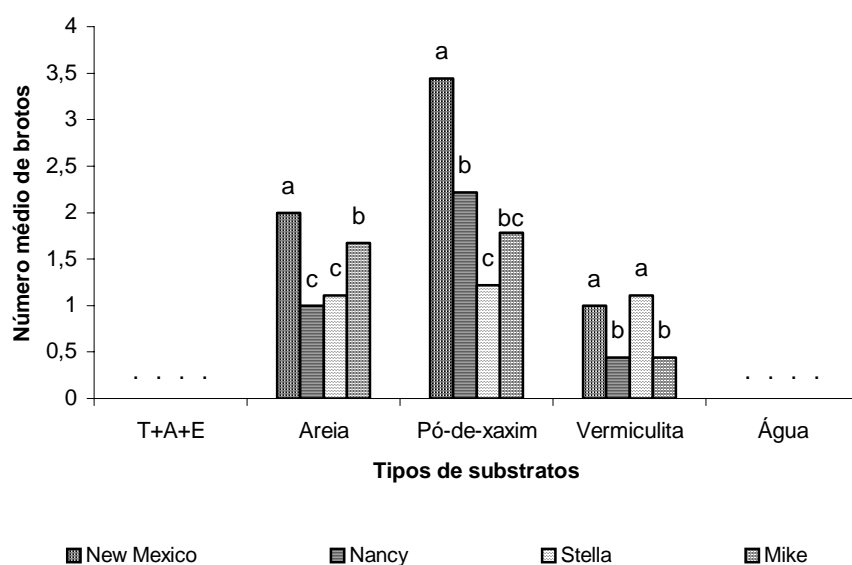 Número médio de brotos
4
3,5
3
2,5
2
1,5
1
0,5
0
. . . .
a c c b
a b c bc
a b a b
. . . .
T+A+E Areia Pó-de-xaxim Vermiculita Água
Tipos de substratos
New Mexico Nancy Stella Mike